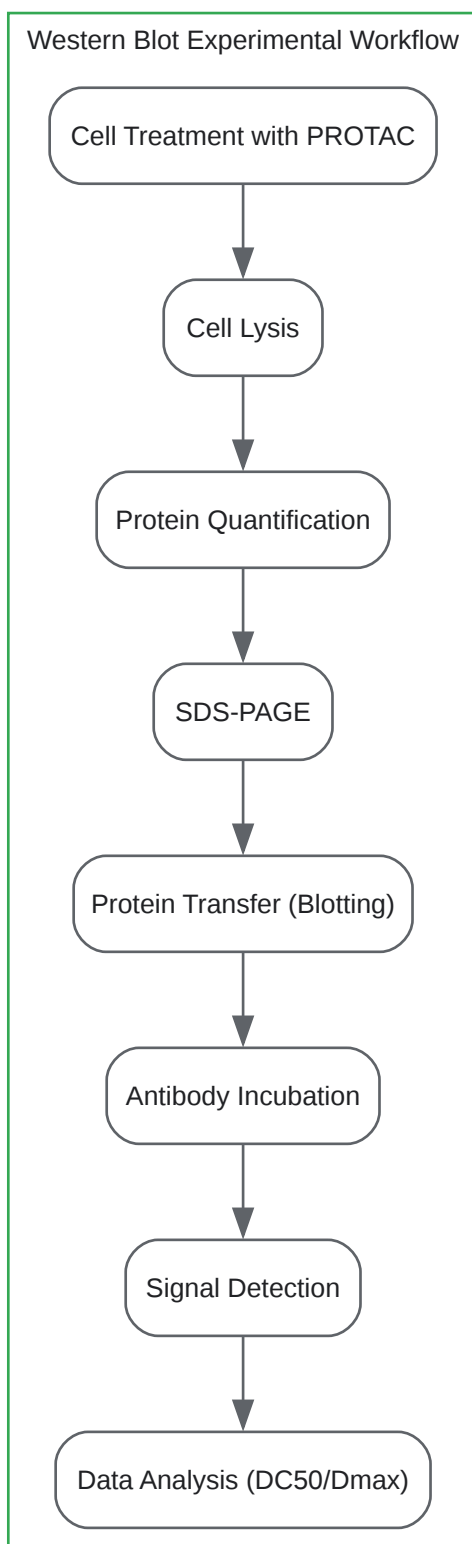 Western Blot Experimental Workflow
Cell Treatment with PROTAC
Cell Lysis
Protein Quantification
SDS-PAGE
Protein Transfer (Blotting)
Antibody Incubation
Signal Detection
Data Analysis (DC50/Dmax)